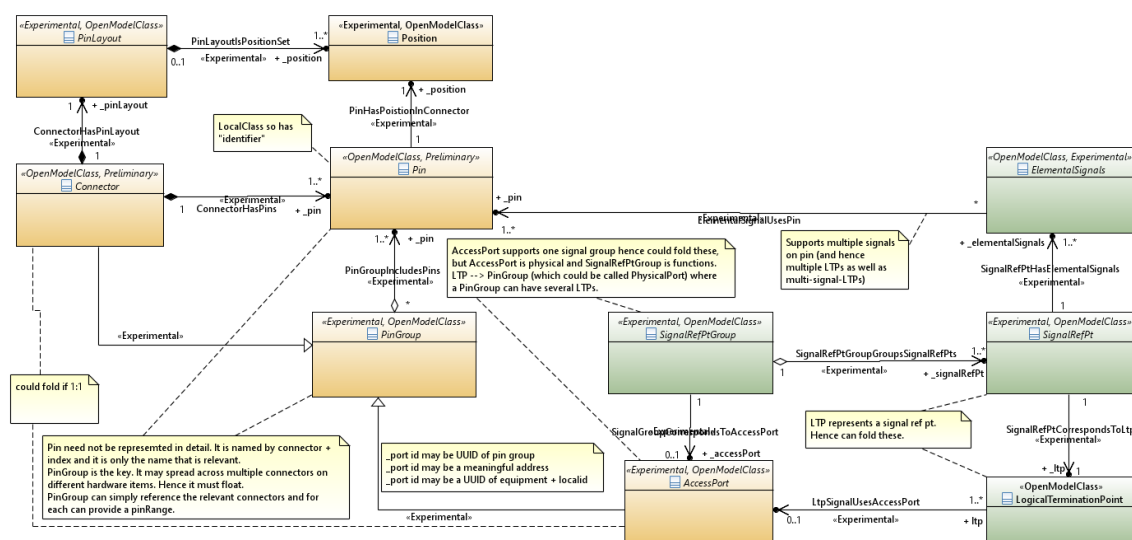 «Experimental, OpenModelClass»
PinLayout
PinLayoutIsPositionSet
1..*
0..1
«Experimental»
+ _position
«Experimental, OpenModelClass»
Position
1
+ _pinLayout
ConnectorHasPinLayout
«Experimental»
1
1
+ _position
PinHasPoistionInConnector
«Experimental»
1
LocalClass so has
"identifier"
«OpenModelClass, Preliminary»
Connector
1..*
«Experimental»
1
ConnectorHasPins
+ _pin
«OpenModelClass, Preliminary»
Pin
+ _pin
1..*
«Experimental»
ElementalSignalUsesPin
*
«OpenModelClass, Experimental»
ElementalSignals
1..*
+ _pin
PinGroupIncludesPins
«Experimental»
*
AccessPort supports one signal group hence could fold these,
but AccessPort is physical and SignalRefPtGroup is functions.
LTP --> PinGroup (which could be called PhysicalPort) where
a PinGroup can have several LTPs.
Supports multiple signals
on pin (and hence
multiple LTPs as well as
multi-signal-LTPs)
+ _elementalSignals
1..*
SignalRefPtHasElementalSignals
«Experimental»
1
«Experimental»
«Experimental, OpenModelClass»
PinGroup
«Experimental, OpenModelClass»
SignalRefPtGroup
SignalRefPtGroupGroupsSignalRefPts
1..*
1
«Experimental»
+ _signalRefPt
«Experimental, OpenModelClass»
SignalRefPt
could fold if 1:1
Pin need not be represemted in detail. It is named by connector +
index and it is only the name that is relevant.
PinGroup is the key. It may spread across multiple connectors on
different hardware items. Hence it must float.
PinGroup can simply reference the relevant connectors and for
each can provide a pinRange.
_port id may be UUID of pin group
_port id may be a meaningful address
_port id may be a UUID of equipment + localid
1
SignalGroupCorrespondsToAccessPort
«Experimental»
0..1
+ _accessPort
LTP represents a signal ref pt.
Hence can fold these.
1
SignalRefPtCorrespondsToLtp
«Experimental»
+ _ltp
1
«Experimental»
«Experimental, OpenModelClass»
AccessPort
LtpSignalUsesAccessPort
1..*
0..1
«Experimental»
+ ltp
«OpenModelClass»
LogicalTerminationPoint